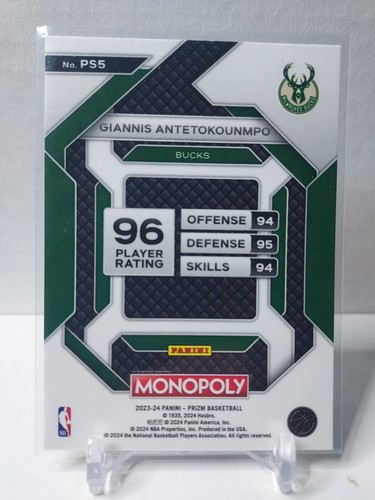 No. PS5
MILWAUKEE BUCKS
GIANNIS ANTETOKOUNMPO
BUCKS
96
PLAYER
RATING
OFFENSE 94
DEFENSE 95
SKILLS 94
PANINI
MONOPOLY
2023-24 PANINI – PRIZM BASKETBALL
© 1935, 2024 Hasbro.
© 2024 Panini America, Inc.
© 2024 NBA Properties, Inc. Produced in the USA.
© 2024 the National Basketball Players Association. All rights reserved.